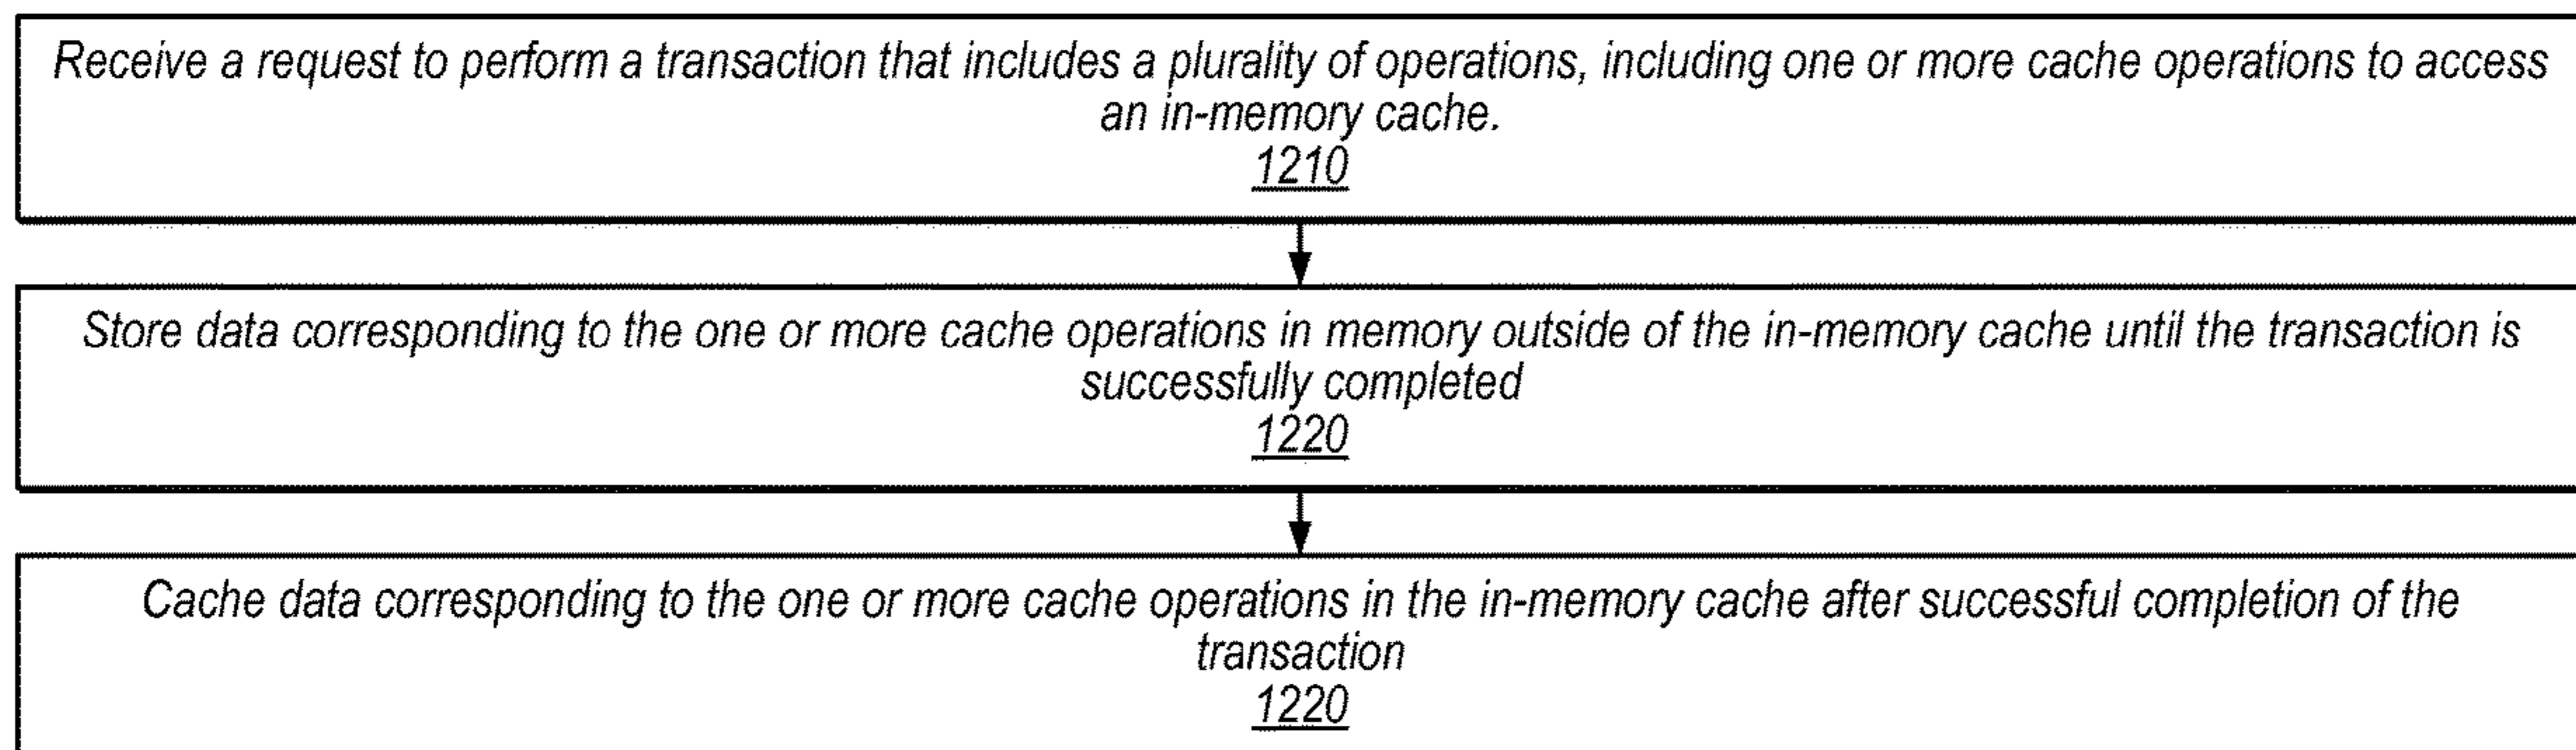 Receive a request to perform a transaction that includes a plurality of operations, including one or more cache operations to access
an in-memory cache.
1210
Store data corresponding to the one or more cache operations in memory outside of the in-memory cache until the transaction is
successfully completed
1220
Cache data corresponding to the one or more cache operations in the in-memory cache after successful completion of the
transaction
1220